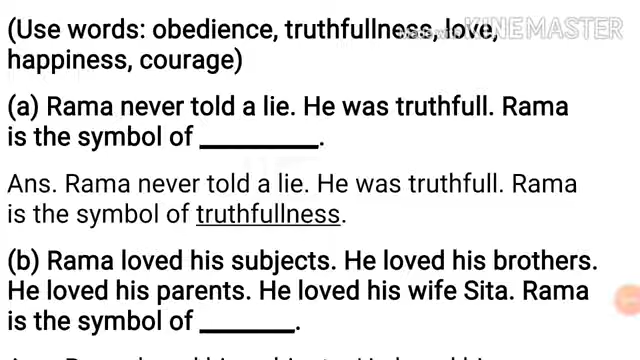 (Use words: obedience, truthfullness, love,
happiness, courage)
(a) Rama never told a lie. He was truthfull. Rama
is the symbol of _________.
Ans. Rama never told a lie. He was truthfull. Rama
is the symbol of truthfullness.
(b) Rama loved his subjects. He loved his brothers.
He loved his parents. He loved his wife Sita. Rama
is the symbol of _______.
KINEMASTER